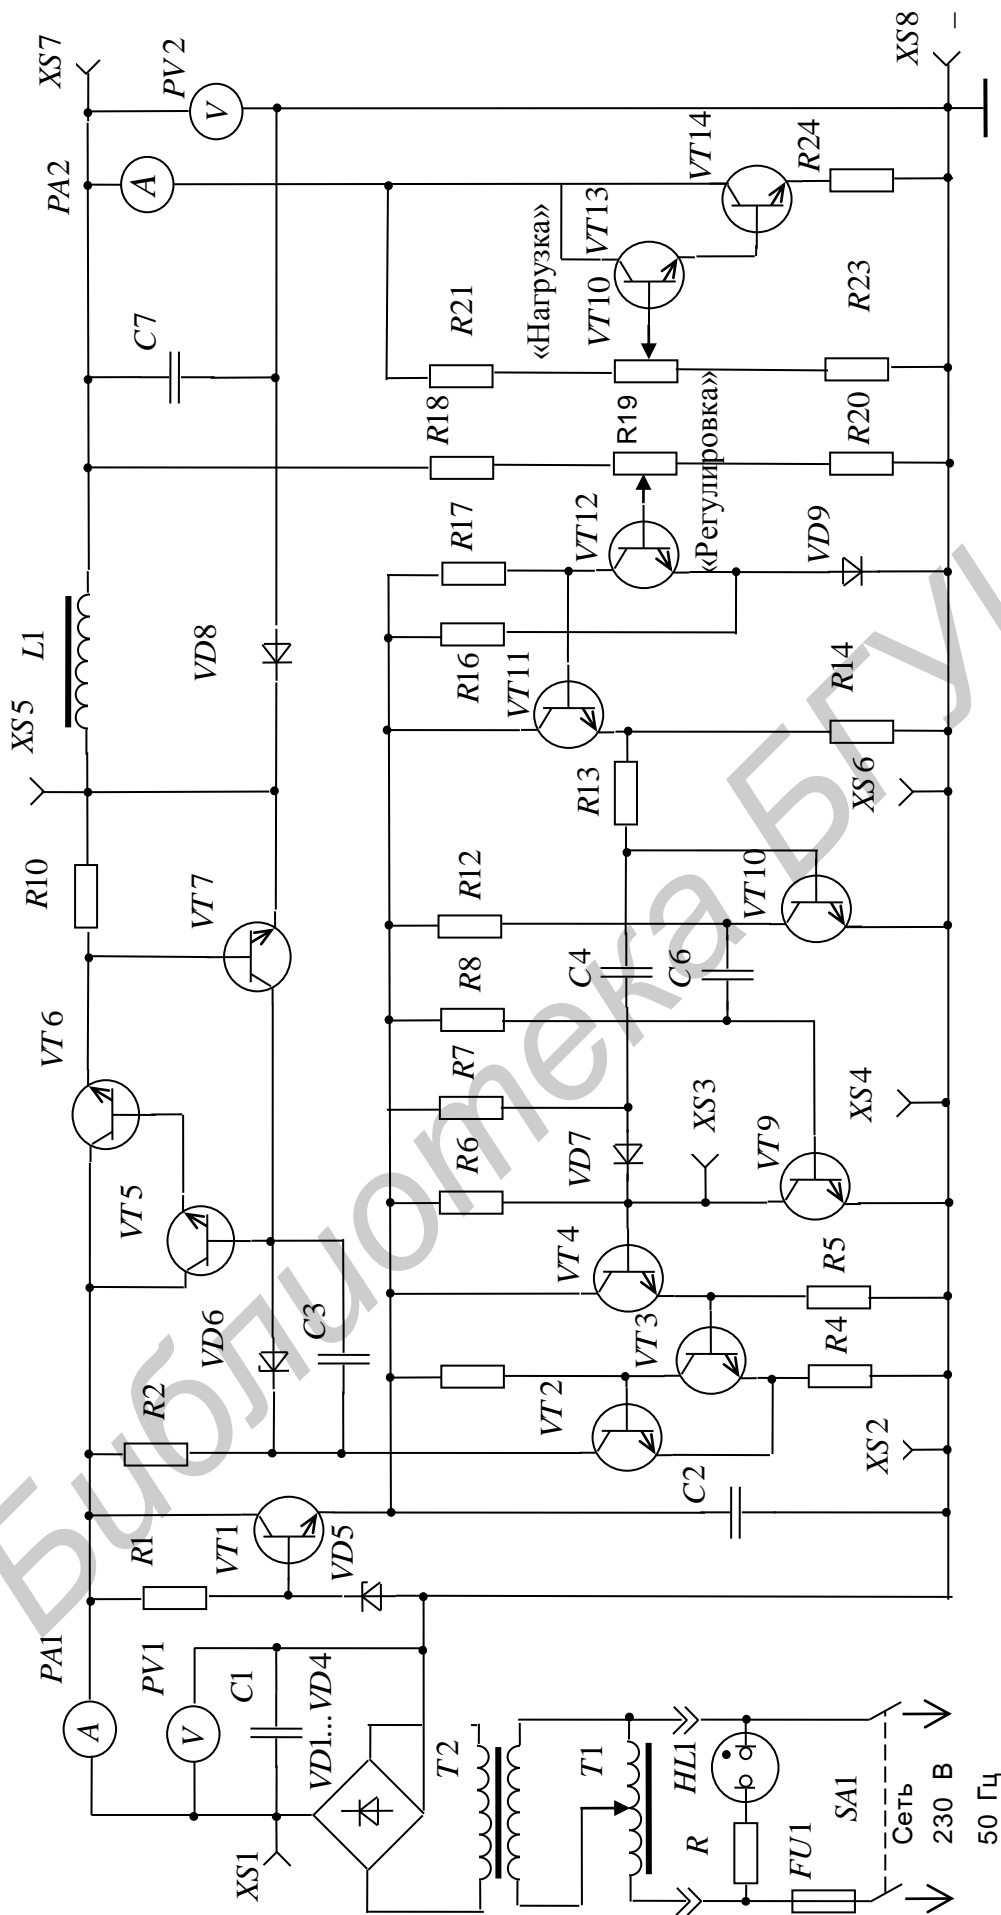 XS7
PV2
PA2
C7
L1
XS5
VD8
R10
VT7
VT6
VT5
VD6
C3
R2
R1
VT1
VD5
PA1
PV1
C1
VD1... VD4
XS1
A
V
A
V
R21
R18
R17
R16
R12
R8
R7
R6
«Нагрузка»
VT10
VT13
VT14
R24
R23
R19
R20
«Регулировка»
VT12
VD9
VT11
R14
R13
XS6
VT10
C4
C6
XS3
XS4
VD7
VT9
VT4
R5
VT3
R4
VT2
XS2
C2
XS8
–
T2
T1
HL1
R
FU1
SA1
Сеть
230 В
50 Гц
Библиотека БГУИ